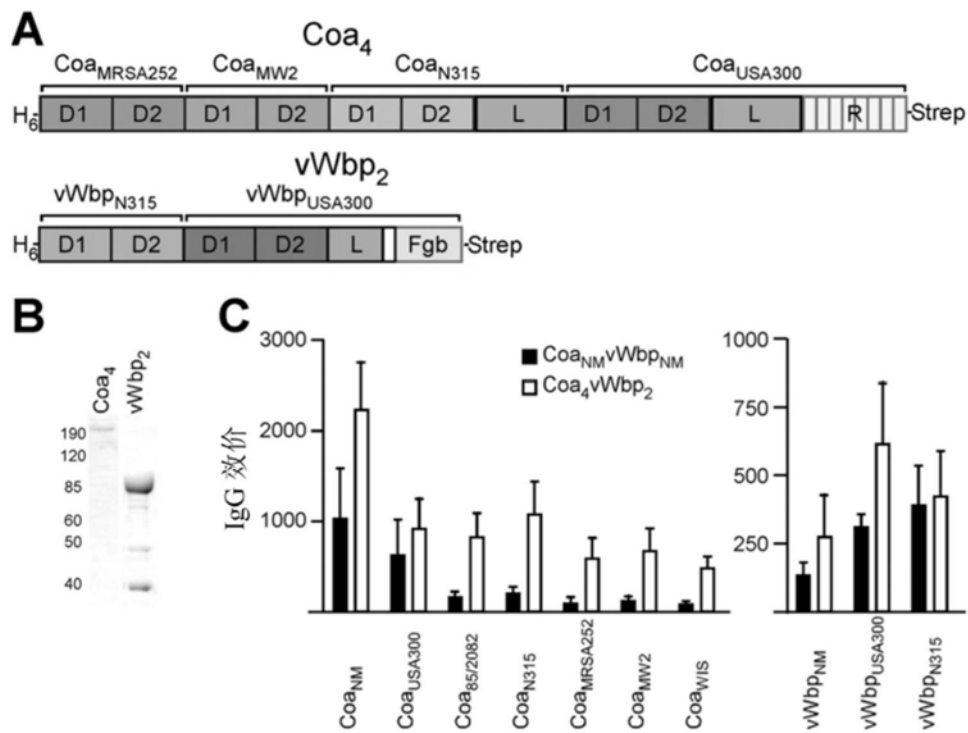 A
Coa4
CoaMRSA252 CoaMW2 CoaN315 CoaUSA300
H6- D1 D2 D1 D2 D1 D2 L D1 D2 L R -Strep
vWbp2
vWbpN315 vWbpUSA300
H6- D1 D2 D1 D2 L Fgb -Strep
B
Coa4 vWbp2
190
120
85
60
50
40
C
IgG 效价
3000
2000
1000
CoaNMvWbpNM
Coa4vWbp2
CoaNM CoaUSA300 Coa85/2082 CoaN315 CoaMRSA252 CoaMW2 CoaWIS
1000
750
500
250
vWbpNM vWbpUSA300 vWbpN315